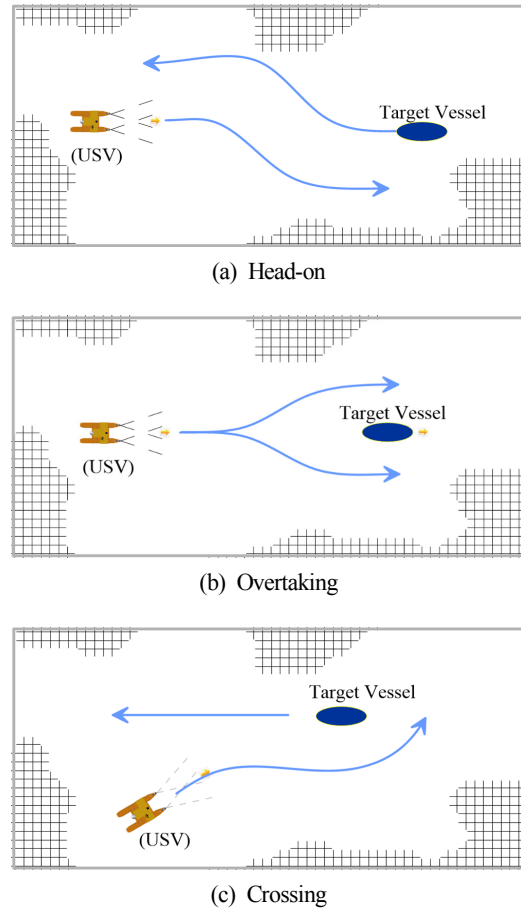 Target Vessel
(USV)
(a) Head-on
Target Vessel
(USV)
(b) Overtaking
Target Vessel
(USV)
(c) Crossing